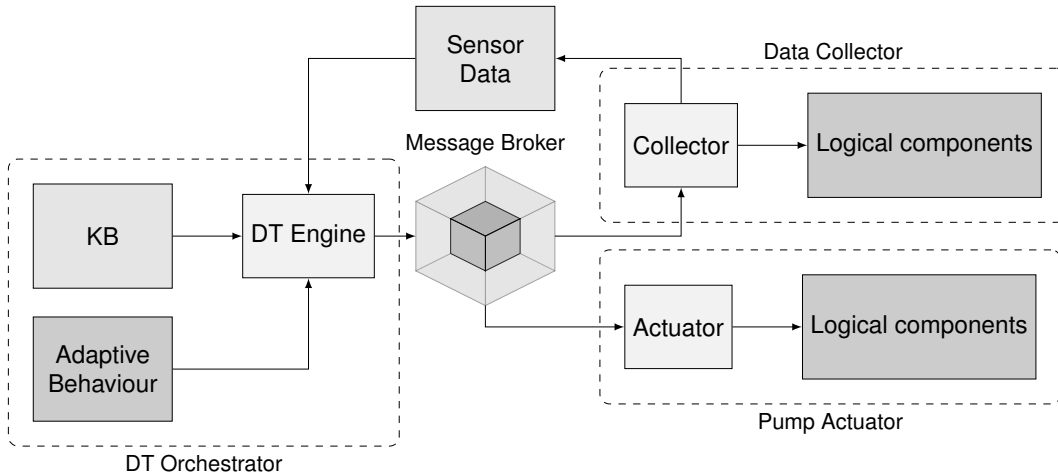 Sensor
Data
Data Collector
Message Broker
Collector
Logical components
KB
DT Engine
Adaptive
Behaviour
Actuator
Logical components
DT Orchestrator
Pump Actuator